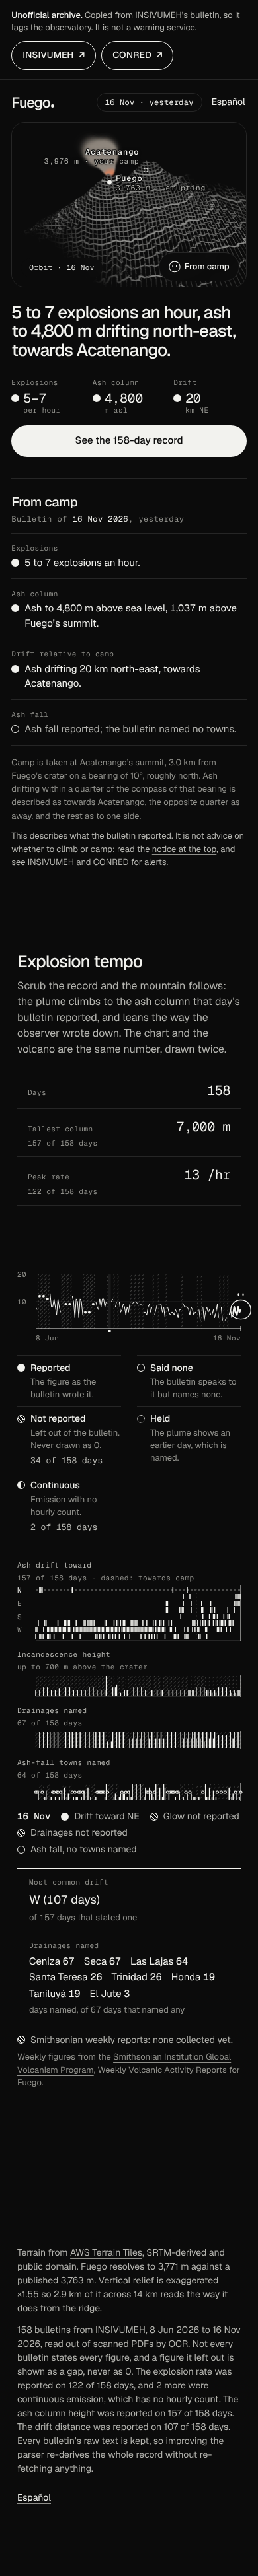 Unofficial archive. Copied from INSIVUMEH's bulletin, so it
lags the observatory. It is not a warning service.
INSIVUMEH ↗ CONRED ↗
Fuego. 16 Nov · yesterday Español
Acatenango
3,976 m your camp
Fuego
3,763 erupting
Orbit · 16 Nov From camp
5 to 7 explosions an hour, ash
to 4,800 m drifting north-east,
towards Acatenango.
Explosions Ash column Drift
5–7 4,800 20
per hour m asl km NE
See the 158-day record
From camp
Bulletin of 16 Nov 2026, yesterday
Explosions
5 to 7 explosions an hour.
Ash column
Ash to 4,800 m above sea level, 1,037 m above
Fuego's summit.
Drift relative to camp
Ash drifting 20 km north-east, towards
Acatenango.
Ash fall
Ash fall reported; the bulletin named no towns.
Camp is taken at Acatenango's summit, 3.0 km from
Fuego's crater on a bearing of 10°, roughly north. Ash
drifting within a quarter of the compass of that bearing is
described as towards Acatenango, the opposite quarter as
away, and the rest as to one side.
This describes what the bulletin reported. It is not advice on
whether to climb or camp: read the notice at the top, and
see INSIVUMEH and CONRED for alerts.
Explosion tempo
Scrub the record and the mountain follows:
the plume climbs to the ash column that day's
bulletin reported, and leans the way the
observer wrote down. The chart and the
volcano are the same number, drawn twice.
Days 158
Tallest column 7,000 m
157 of 158 days
Peak rate 13 /hr
122 of 158 days
20
10
8 Jun 16 Nov
Reported
The figure as the
bulletin wrote it.
Said none
The bulletin speaks to
it but names none.
Not reported
Left out of the bulletin.
Never drawn as 0.
34 of 158 days
Held
The plume shows an
earlier day, which is
named.
Continuous
Emission with no
hourly count.
2 of 158 days
Ash drift toward
157 of 158 days · dashed: towards camp
N
E
S
W
Incandescence height
up to 700 m above the crater
Drainages named
67 of 158 days
Ash-fall towns named
64 of 158 days
16 Nov Drift toward NE Glow not reported
Drainages not reported
Ash fall, no towns named
Most common drift
W (107 days)
of 157 days that stated one
Drainages named
Ceniza 67 Seca 67 Las Lajas 64
Santa Teresa 26 Trinidad 26 Honda 19
Taniluyá 19 El Jute 3
days named, of 67 days that named any
Smithsonian weekly reports: none collected yet.
Weekly figures from the Smithsonian Institution Global
Volcanism Program, Weekly Volcanic Activity Reports for
Fuego.
Terrain from AWS Terrain Tiles, SRTM-derived and
public domain. Fuego resolves to 3,771 m against a
published 3,763 m. Vertical relief is exaggerated
×1.55 so 2.9 km of it across 14 km reads the way it
does from the ridge.
158 bulletins from INSIVUMEH, 8 Jun 2026 to 16 Nov
2026, read out of scanned PDFs by OCR. Not every
bulletin states every figure, and a figure it left out is
shown as a gap, never as 0. The explosion rate was
reported on 122 of 158 days, and 2 more were
continuous emission, which has no hourly count. The
ash column height was reported on 157 of 158 days.
The drift distance was reported on 107 of 158 days.
Every bulletin's raw text is kept, so improving the
parser re-derives the whole record without re-
fetching anything.
Español